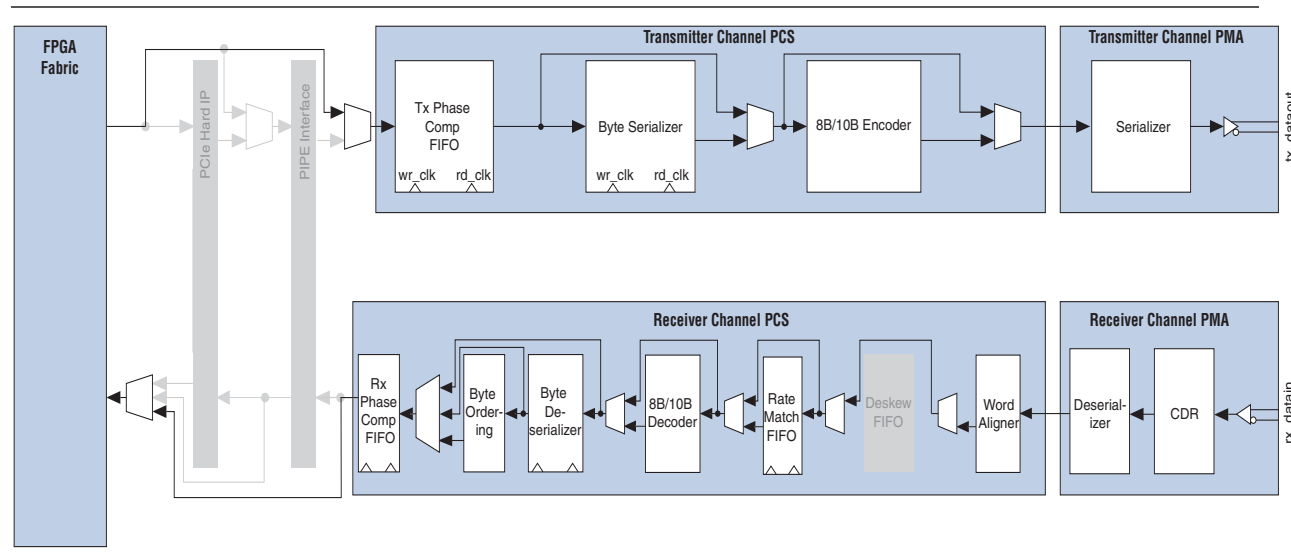 FPGA
Fabric
PCIe Hard IP
PIPE Interface
Transmitter Channel PCS
Tx Phase
Comp
FIFO
wr_clk rd_clk
Byte Serializer
wr_clk rd_clk
8B/10B Encoder
Transmitter Channel PMA
Serializer
tx_dataout
Receiver Channel PCS
Rx
Phase
Comp
FIFO
Byte
Order-
ing
Byte
De-
serializer
8B/10B
Decoder
Rate
Match
FIFO
Deskew
FIFO
Word
Aligner
Receiver Channel PMA
Deserial-
izer
CDR
rx_datain